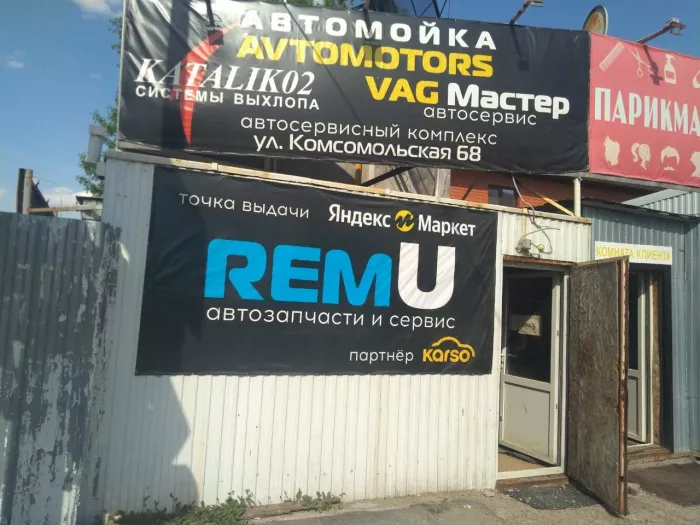 АВТОМОЙКА
AVTOMOTORS
KATALIK02
СИСТЕМЫ ВЫХЛОПА
VAG Мастер
автосервис
автосервисный комплекс
ул. Комсомольская 68
ПАРИКМА
точка выдачи Яндекс Маркет
REMU
автозапчасти и сервис
партнёр Karso
КОМНАТА КЛИЕНТА